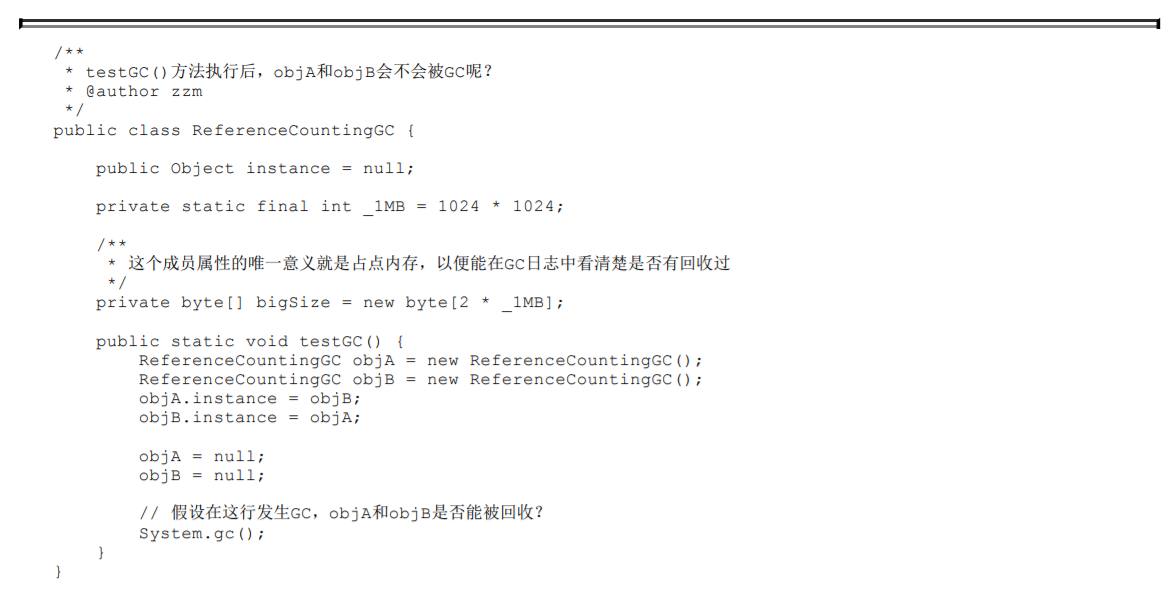 /**
 * testGC()方法执行后，objA和objB会不会被GC呢？
 * @author zzm
 */
public class ReferenceCountingGC {
    public Object instance = null;
    private static final int _1MB = 1024 * 1024;
    /**
     * 这个成员属性的唯一意义就是占点内存，以便能在GC日志中看清楚是否有回收过
     */
    private byte[] bigSize = new byte[2 * _1MB];
    public static void testGC() {
        ReferenceCountingGC objA = new ReferenceCountingGC();
        ReferenceCountingGC objB = new ReferenceCountingGC();
        objA.instance = objB;
        objB.instance = objA;
        objA = null;
        objB = null;
        // 假设在这行发生GC，objA和objB是否能被回收？
        System.gc();
    }
}